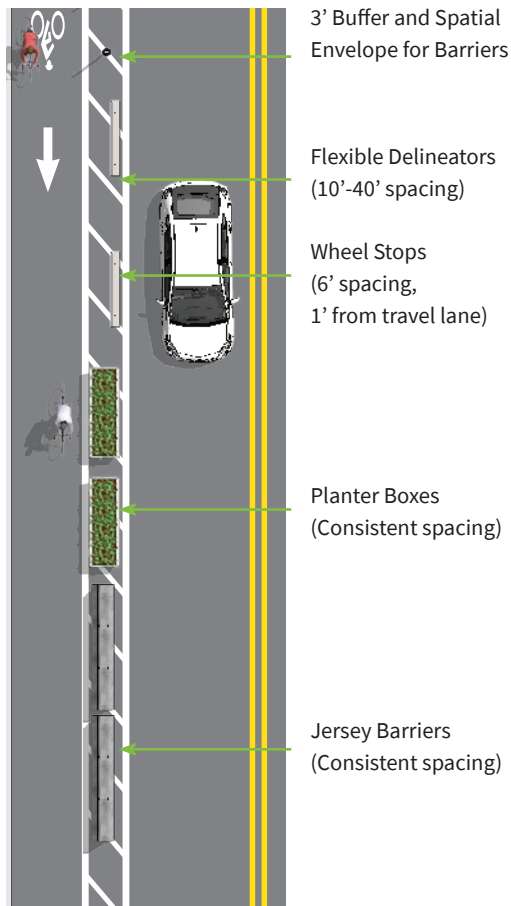 3’ Buffer and Spatial
Envelope for Barriers
Flexible Delineators
(10’-40’ spacing)
Wheel Stops
(6’ spacing,
1’ from travel lane)
Planter Boxes
(Consistent spacing)
Jersey Barriers
(Consistent spacing)